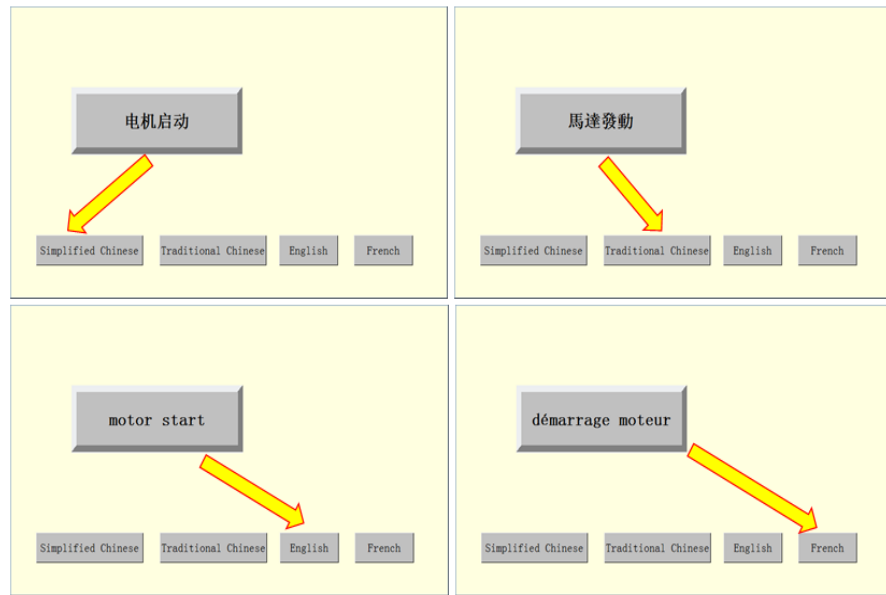 电机启动
Simplified Chinese Traditional Chinese English French
馬達發動
Simplified Chinese Traditional Chinese English French
motor start
Simplified Chinese Traditional Chinese English French
démarrage moteur
Simplified Chinese Traditional Chinese English French